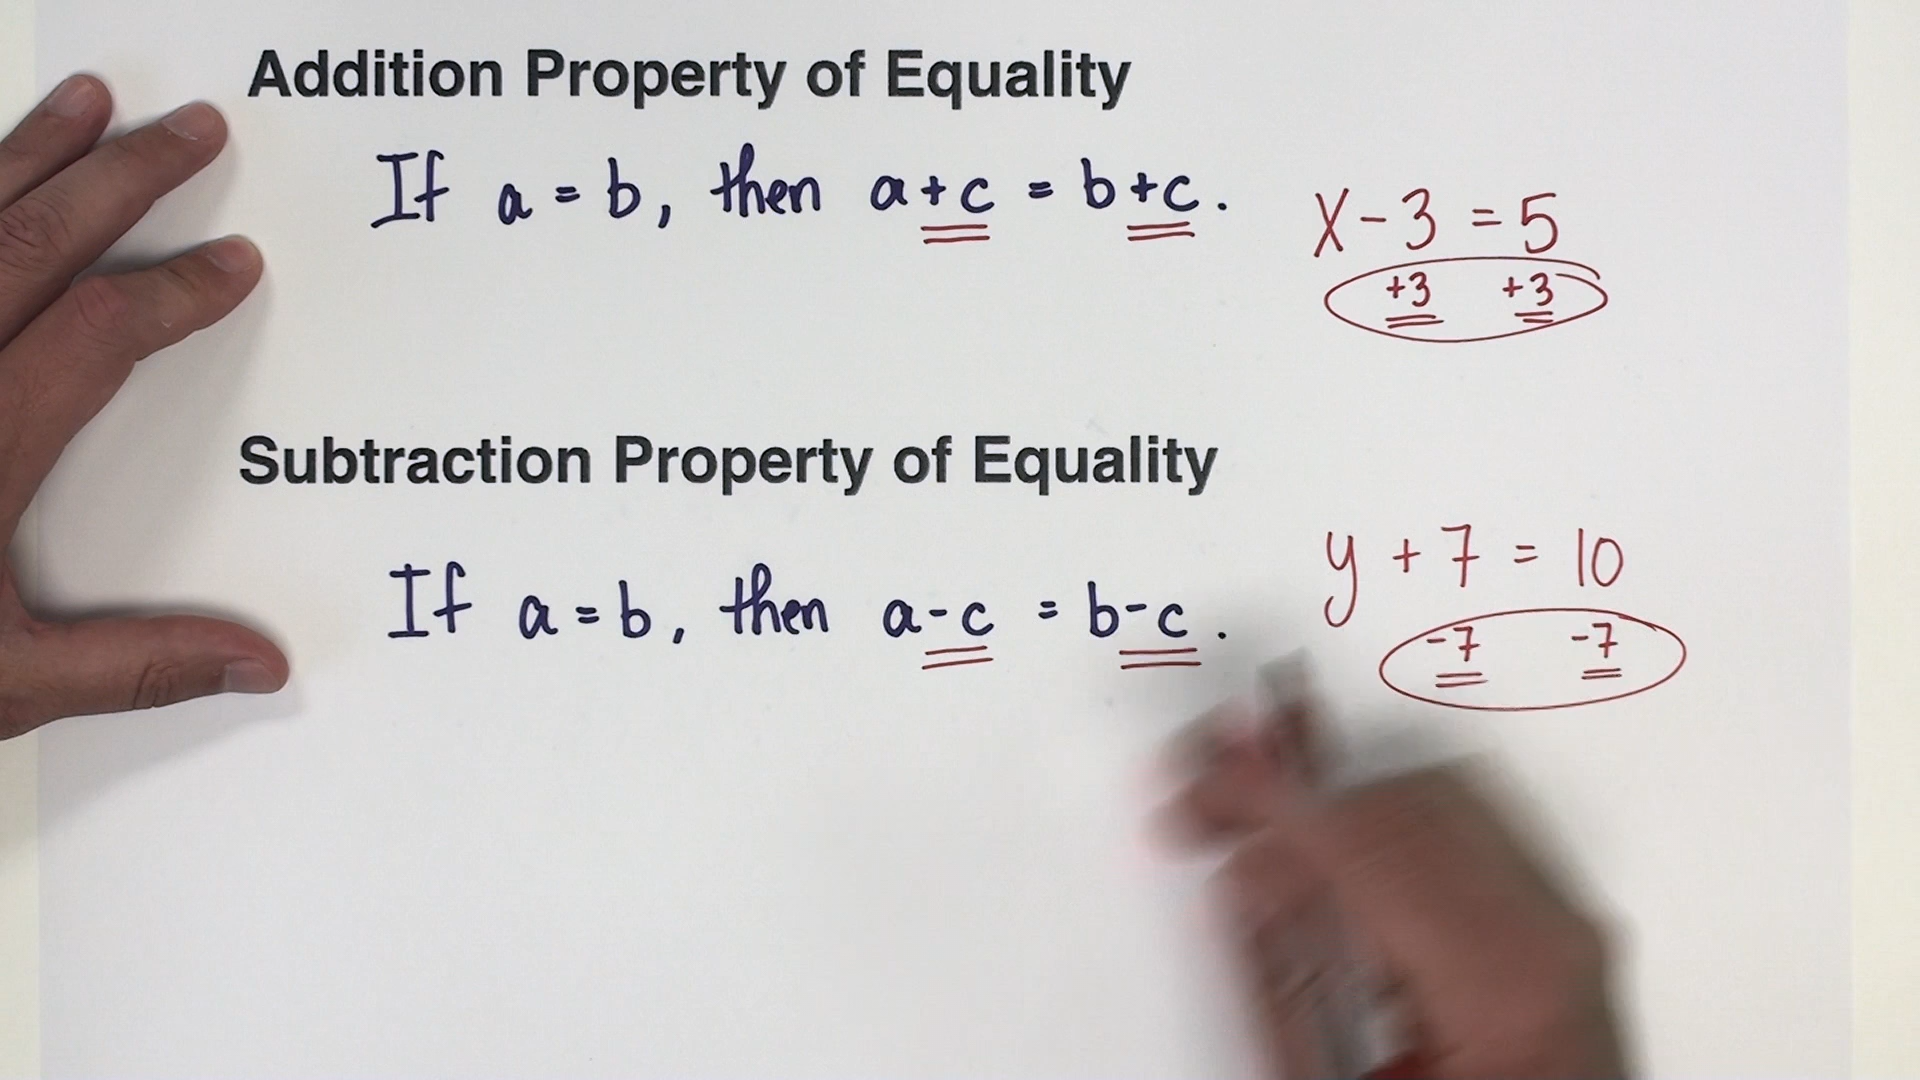 Addition Property of Equality
If a = b, then a + c = b + c.
x - 3 = 5
+3 +3
Subtraction Property of Equality
If a = b, then a - c = b - c.
y + 7 = 10
-7 -7